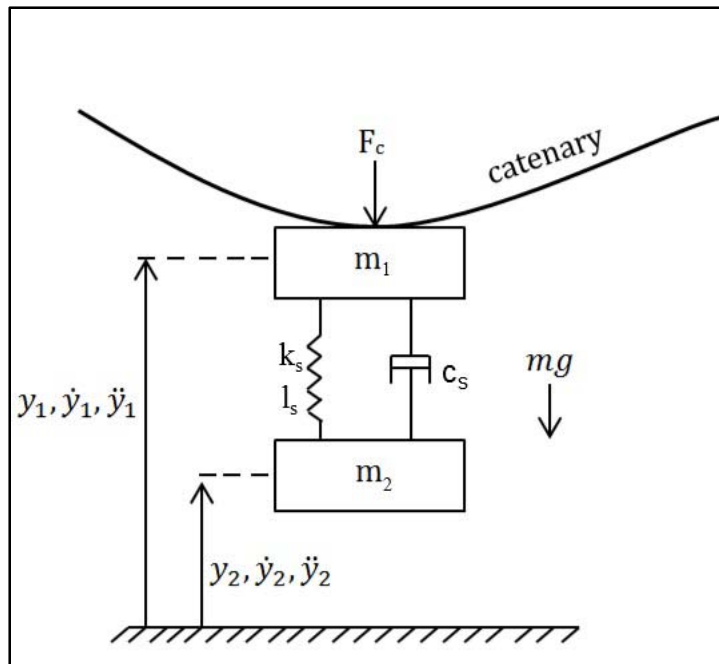 F_c
catenary
m_1
k_s
l_s
c_s
mg
y_1, ẏ_1, ÿ_1
m_2
y_2, ẏ_2, ÿ_2